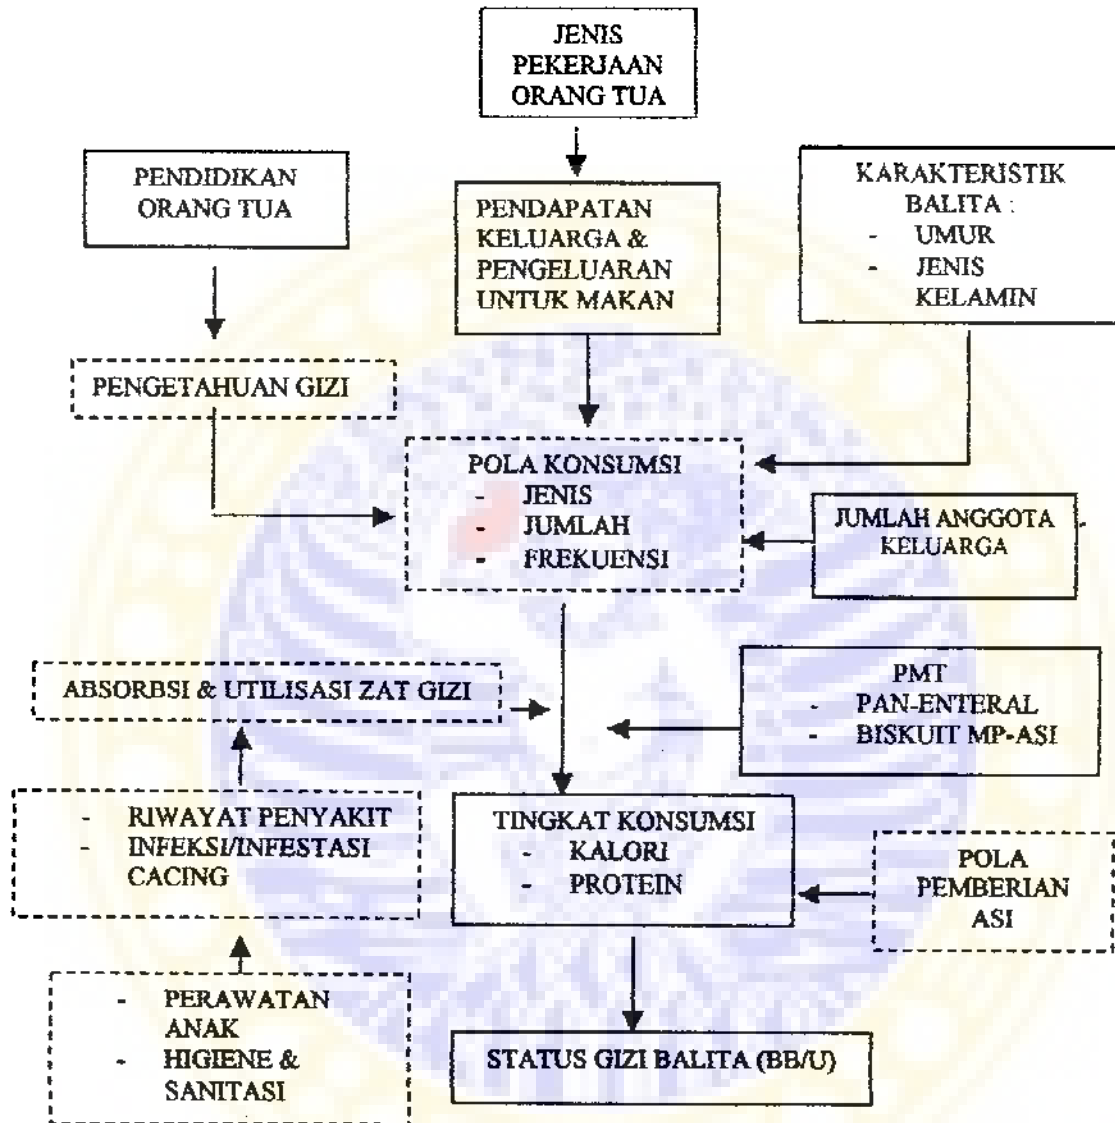 JENIS
PEKERJAAN
ORANG TUA
PENDIDIKAN
ORANG TUA
PENDAPATAN
KELUARGA &
PENGELUARAN
UNTUK MAKAN
KARAKTERISTIK
BALITA :
- UMUR
- JENIS
KELAMIN
PENGETAHUAN GIZI
POLA KONSUMSI
- JENIS
- JUMLAH
- FREKUENSI
JUMLAH ANGGOTA
KELUARGA
ABSORBSI & UTILISASI ZAT GIZI
PMT
- PAN-ENTERAL
- BISKUIT MP-ASI
- RIWAYAT PENYAKIT
- INFEKSI/INFESTASI
CACING
TINGKAT KONSUMSI
- KALORI
- PROTEIN
POLA
PEMBERIAN
ASI
- PERAWATAN
ANAK
- HIGIENE &
SANITASI
STATUS GIZI BALITA (BB/U)